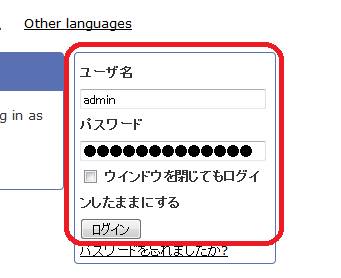 Other languages
g in as
ユーザ名
admin
パスワード
●●●●●●●●●●●●●
ウインドウを閉じてもログイ
ンしたままにする
ログイン
パスワードを忘れましたか?